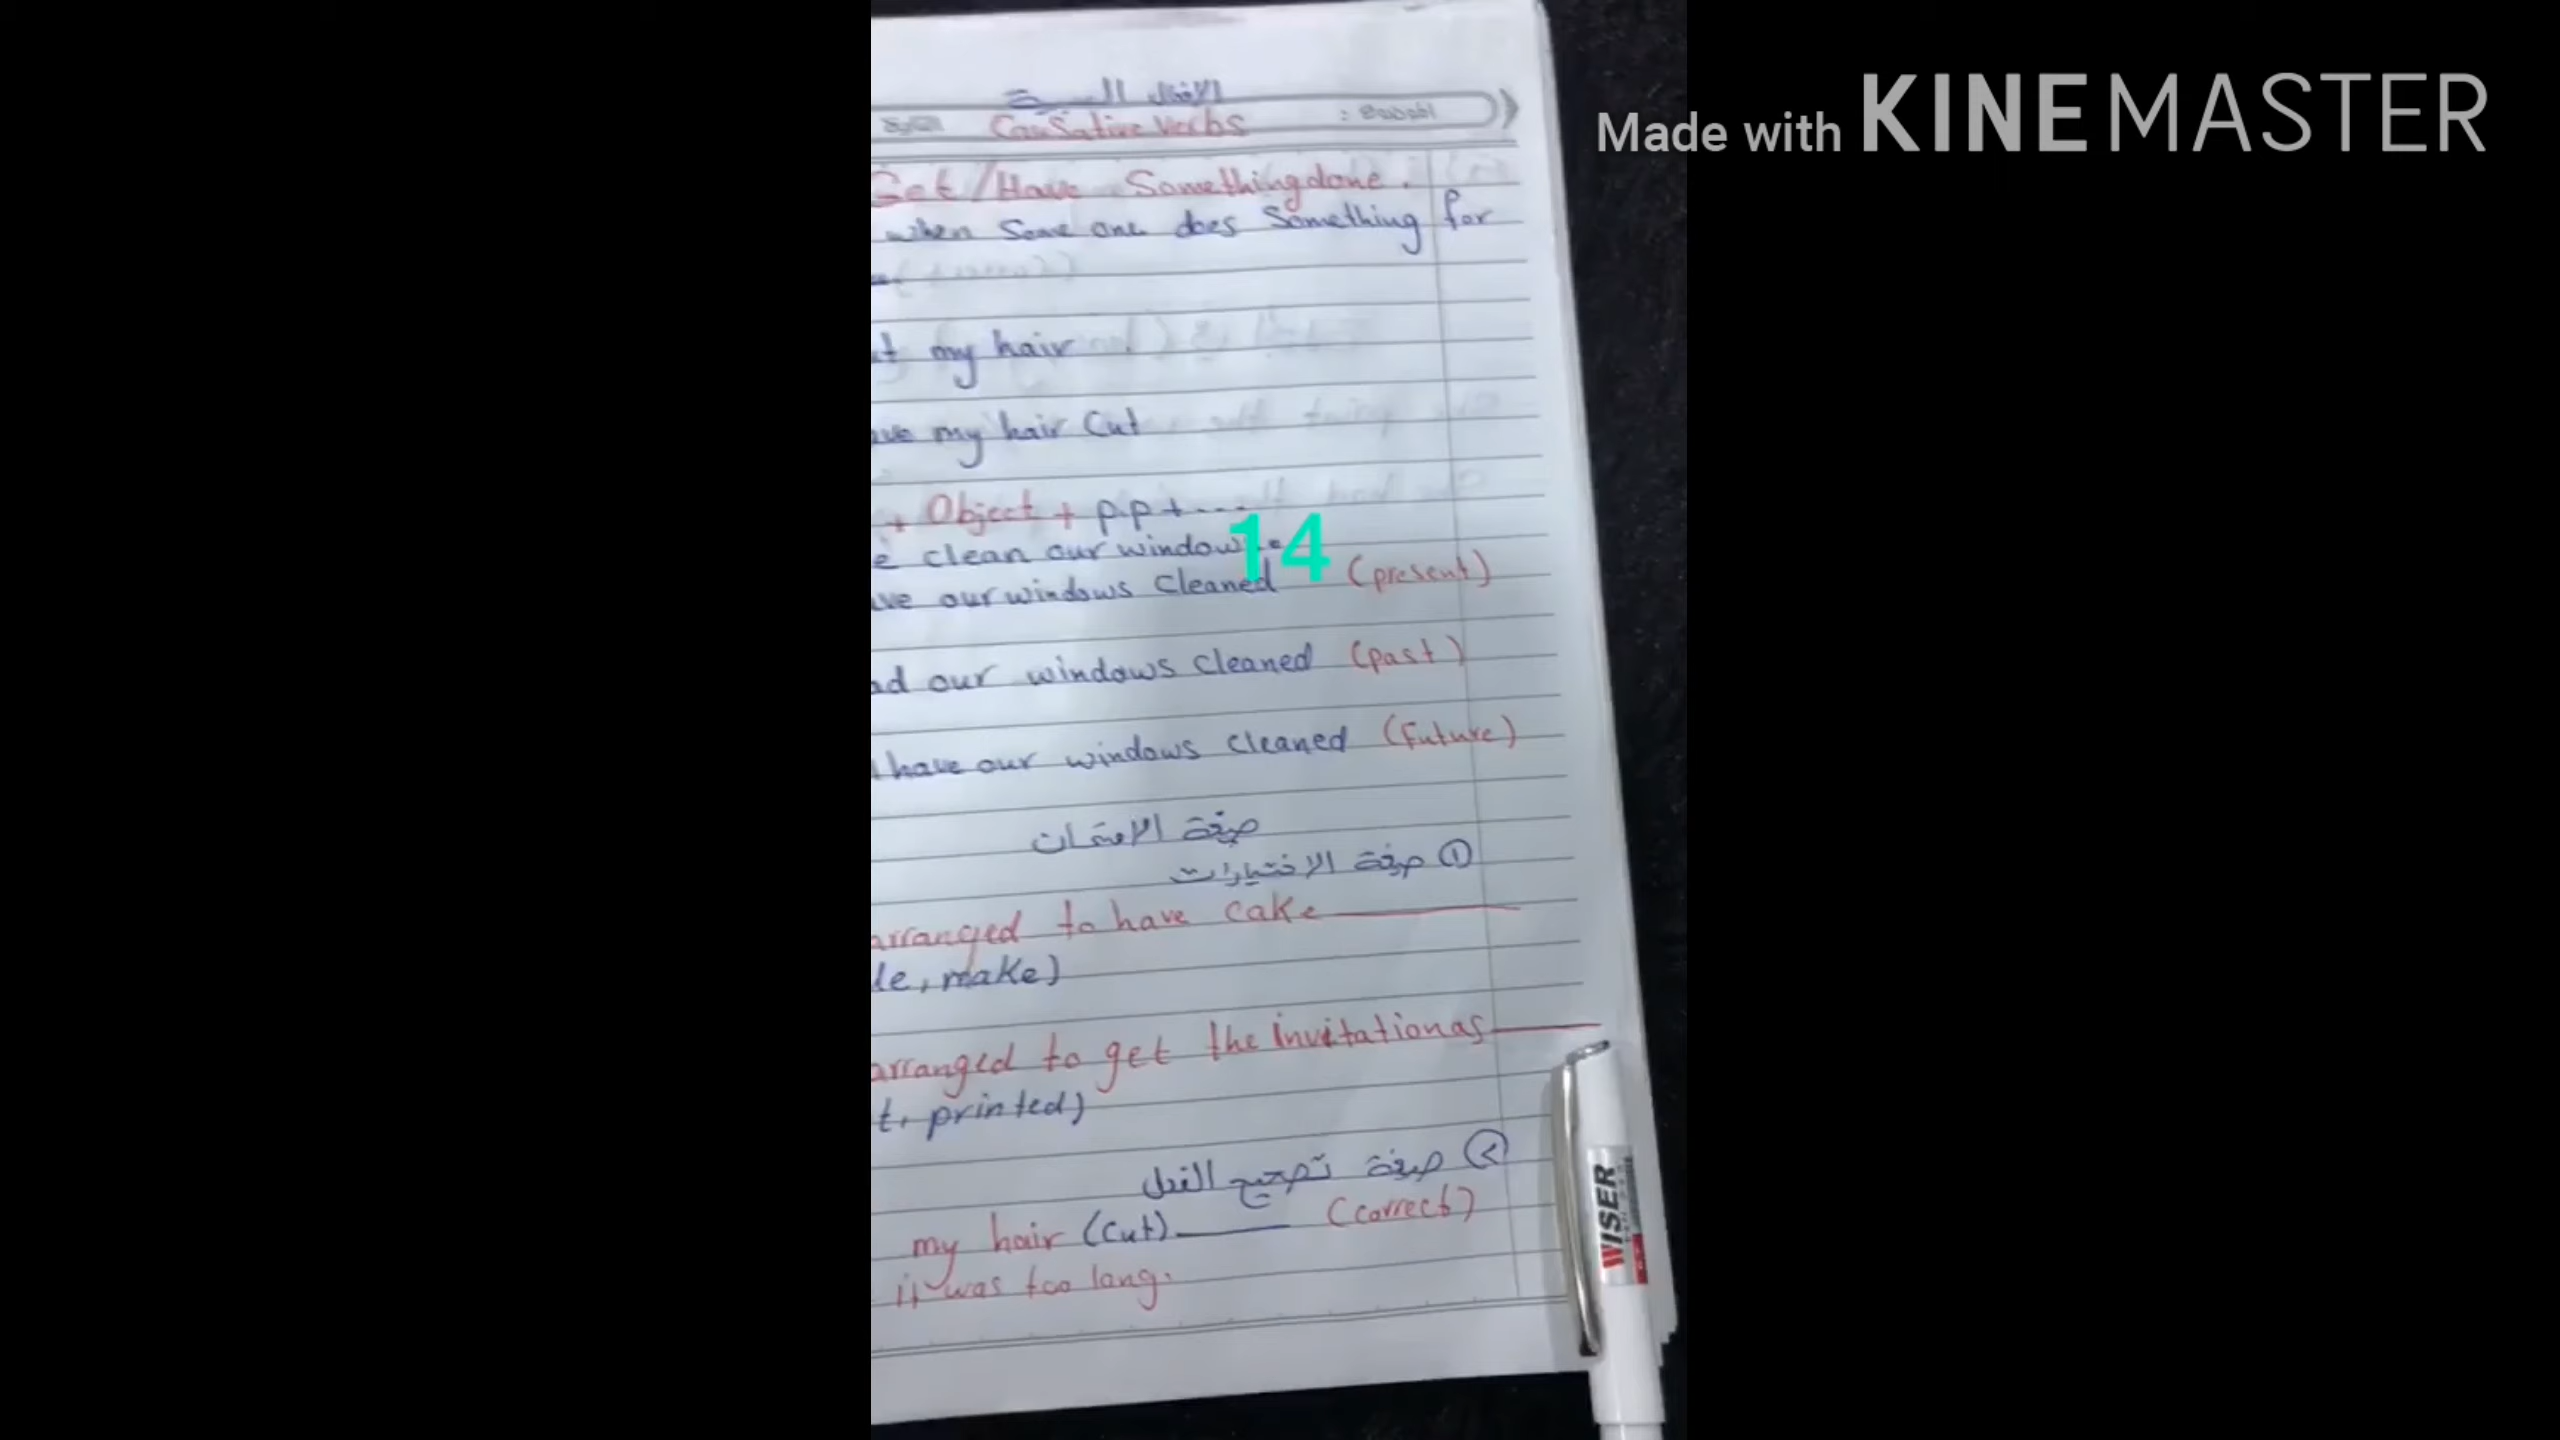 Made with KINEMASTER
الافعال السببية
Causative verbs
Get/Have Something done.
when Some one does Something for
my hair
my hair Cut
+ Object + p.p + ...
clean our windows.
14
our windows Cleaned (present)
our windows cleaned (past)
have our windows cleaned (Future)
صيغة الامتحان
① صيغة الاختيارات
arranged to have cake
make)
arranged to get the invitationas
printed)
② صيغة تصحيح الفعل
my hair (cut) (correct)
it was too long.
WISER